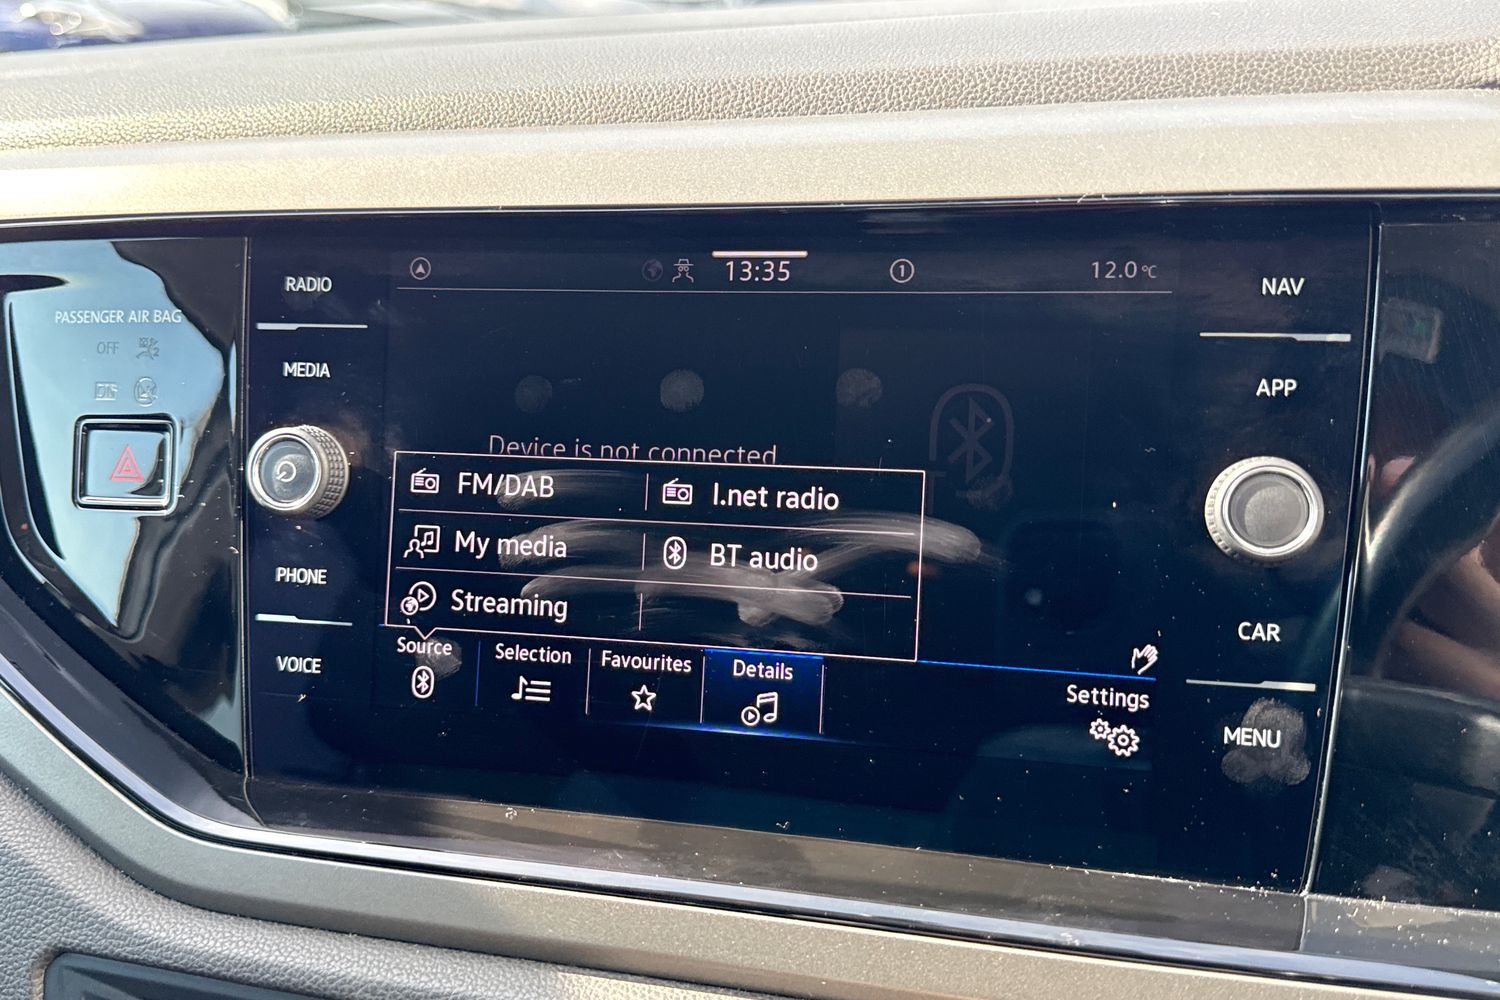 RADIO
MEDIA
PHONE
VOICE
PASSENGER AIR BAG
OFF
13:35
1
12.0 °C
Device is not connected
FM/DAB
I.net radio
My media
BT audio
Streaming
Source
Selection
Favourites
Details
Settings
NAV
APP
CAR
MENU